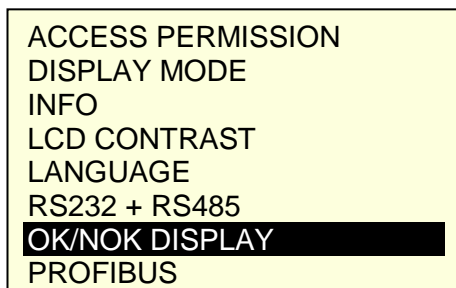 ACCESS PERMISSION
DISPLAY MODE
INFO
LCD CONTRAST
LANGUAGE
RS232 + RS485
OK/NOK DISPLAY
PROFIBUS